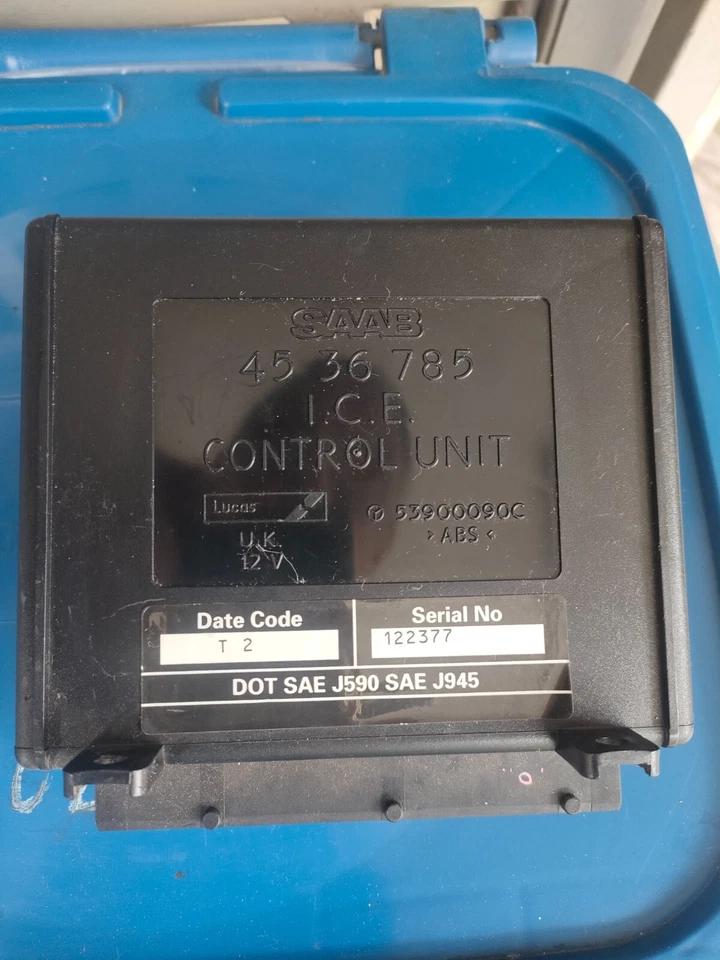 SAAB
45 36 785
I.C.E.
CONTROL UNIT
Lucas
53900090C
U.K.
>ABS<
12 V
Date Code
Serial No
T 2
122377
DOT SAE J590 SAE J945
"0"